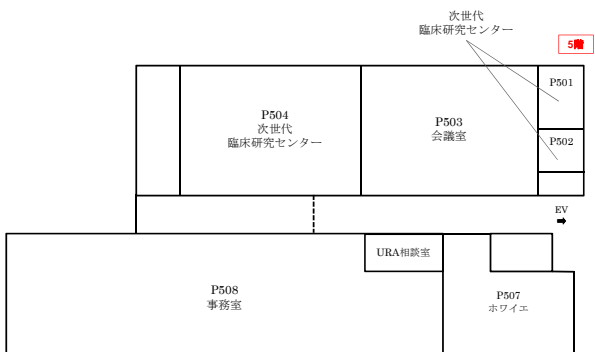 次世代
臨床研究センター
5階
P501
P504
次世代
臨床研究センター
P503
会議室
P502
EV
URA相談室
P508
事務室
P507
ホワイエ